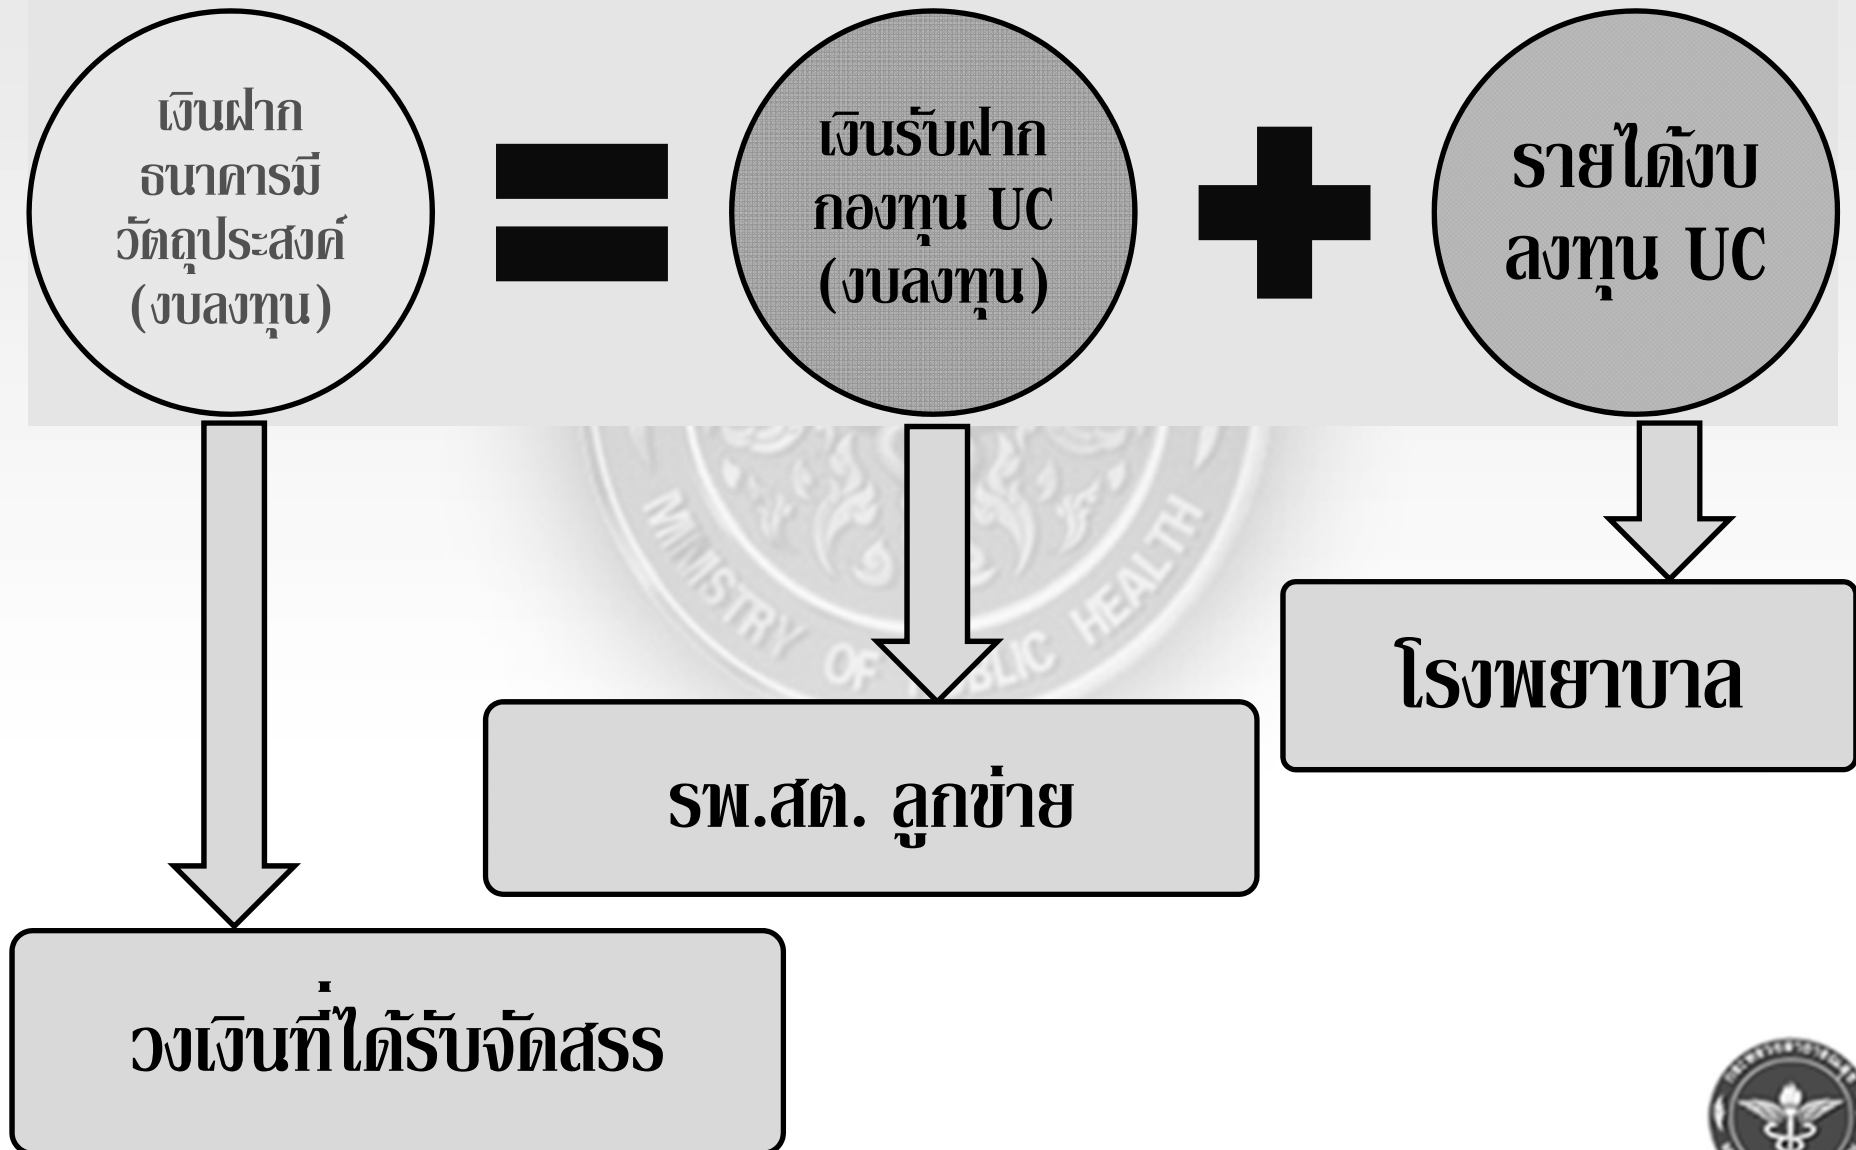 เงินฝาก
ธนาคารมี
วัตถุประสงค์
(งบลงทุน)
เงินรับฝาก
กองทุน UC
(งบลงทุน)
รายได้งบ
ลงทุน UC
MIMSTRY OF PUBLIC HEALTH
โรงพยาบาล
รพ.สต. ลูกข่าย
วงเงินที่ได้รับจัดสรร